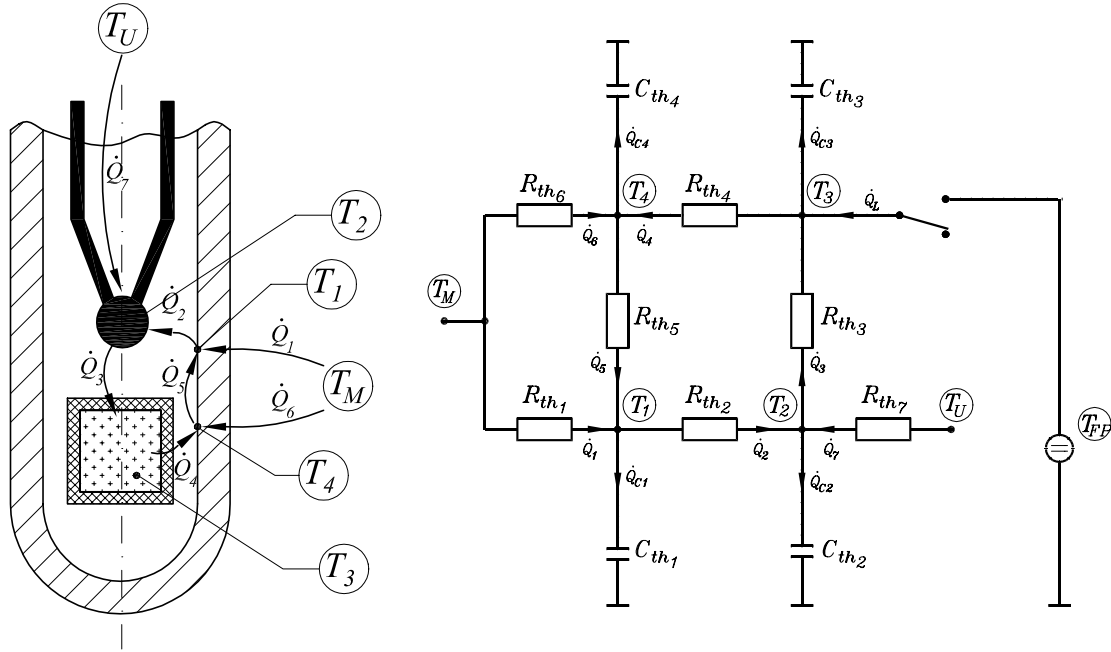 T_U
Q̇_7
T_2
Q̇_2
T_1
Q̇_1
Q̇_3
Q̇_5
T_M
Q̇_6
Q̇_4
T_4
T_3
C_th4
C_th3
Q̇_C4
Q̇_C3
R_th6
T_4
R_th4
T_3
Q̇_L
Q̇_6
Q̇_4
T_M
R_th5
R_th3
T_FP
Q̇_5
Q̇_3
R_th1
T_1
R_th2
T_2
R_th7
T_U
Q̇_1
Q̇_2
Q̇_7
Q̇_C1
Q̇_C2
C_th1
C_th2